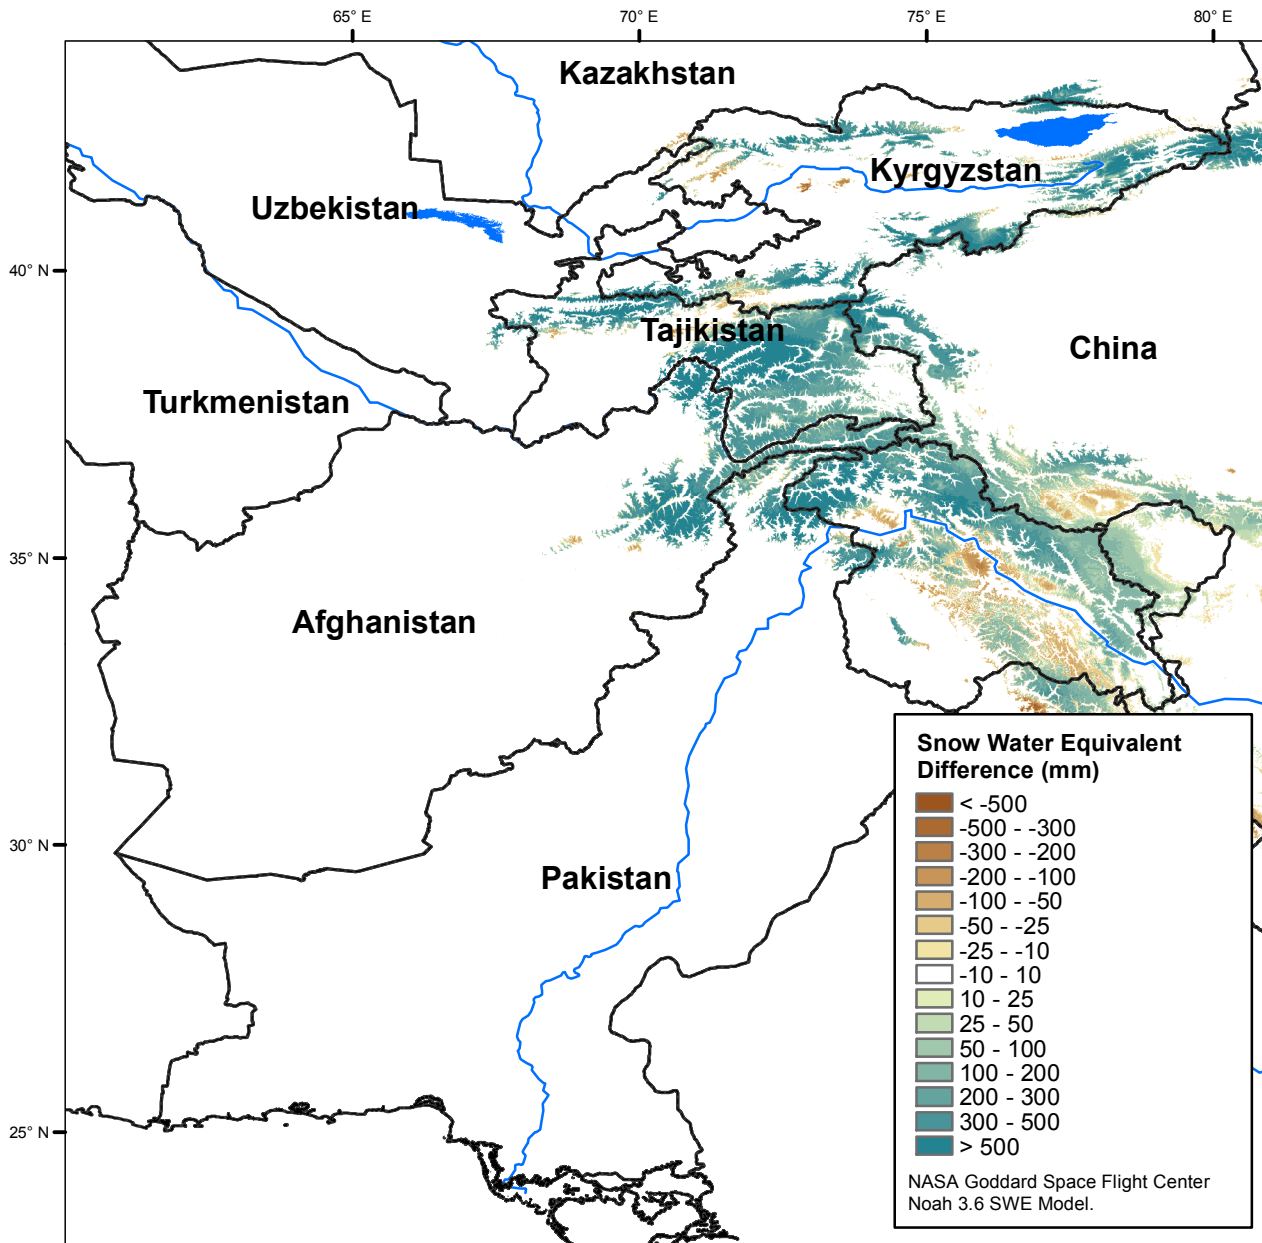 65° E
70° E
75° E
80° E
Kazakhstan
Kyrgyzstan
Uzbekistan
40° N
Tajikistan
China
Turkmenistan
35° N
Afghanistan
30° N
Pakistan
25° N
Snow Water Equivalent
Difference (mm)
< -500
-500 - -300
-300 - -200
-200 - -100
-100 - -50
-50 - -25
-25 - -10
-10 - 10
10 - 25
25 - 50
50 - 100
100 - 200
200 - 300
300 - 500
> 500
NASA Goddard Space Flight Center
Noah 3.6 SWE Model.